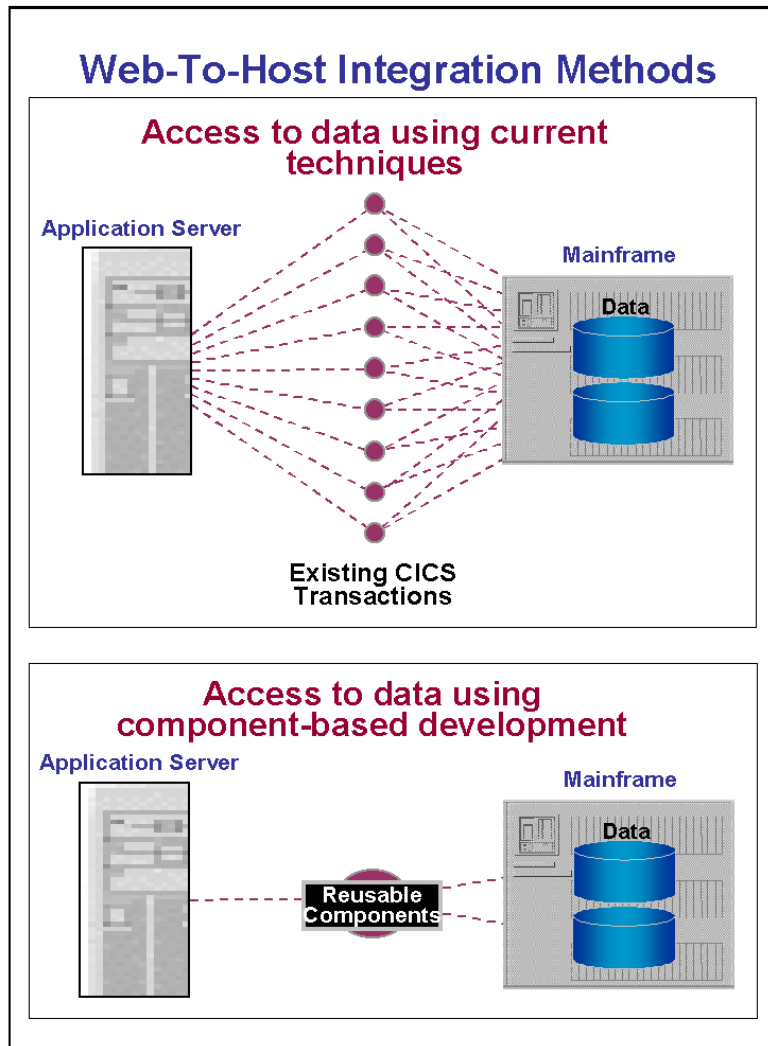 Web-To-Host Integration Methods
Access to data using current
techniques
Application Server
Mainframe
Data
Existing CICS
Transactions
Access to data using
component-based development
Application Server
Mainframe
Data
Reusable
Components